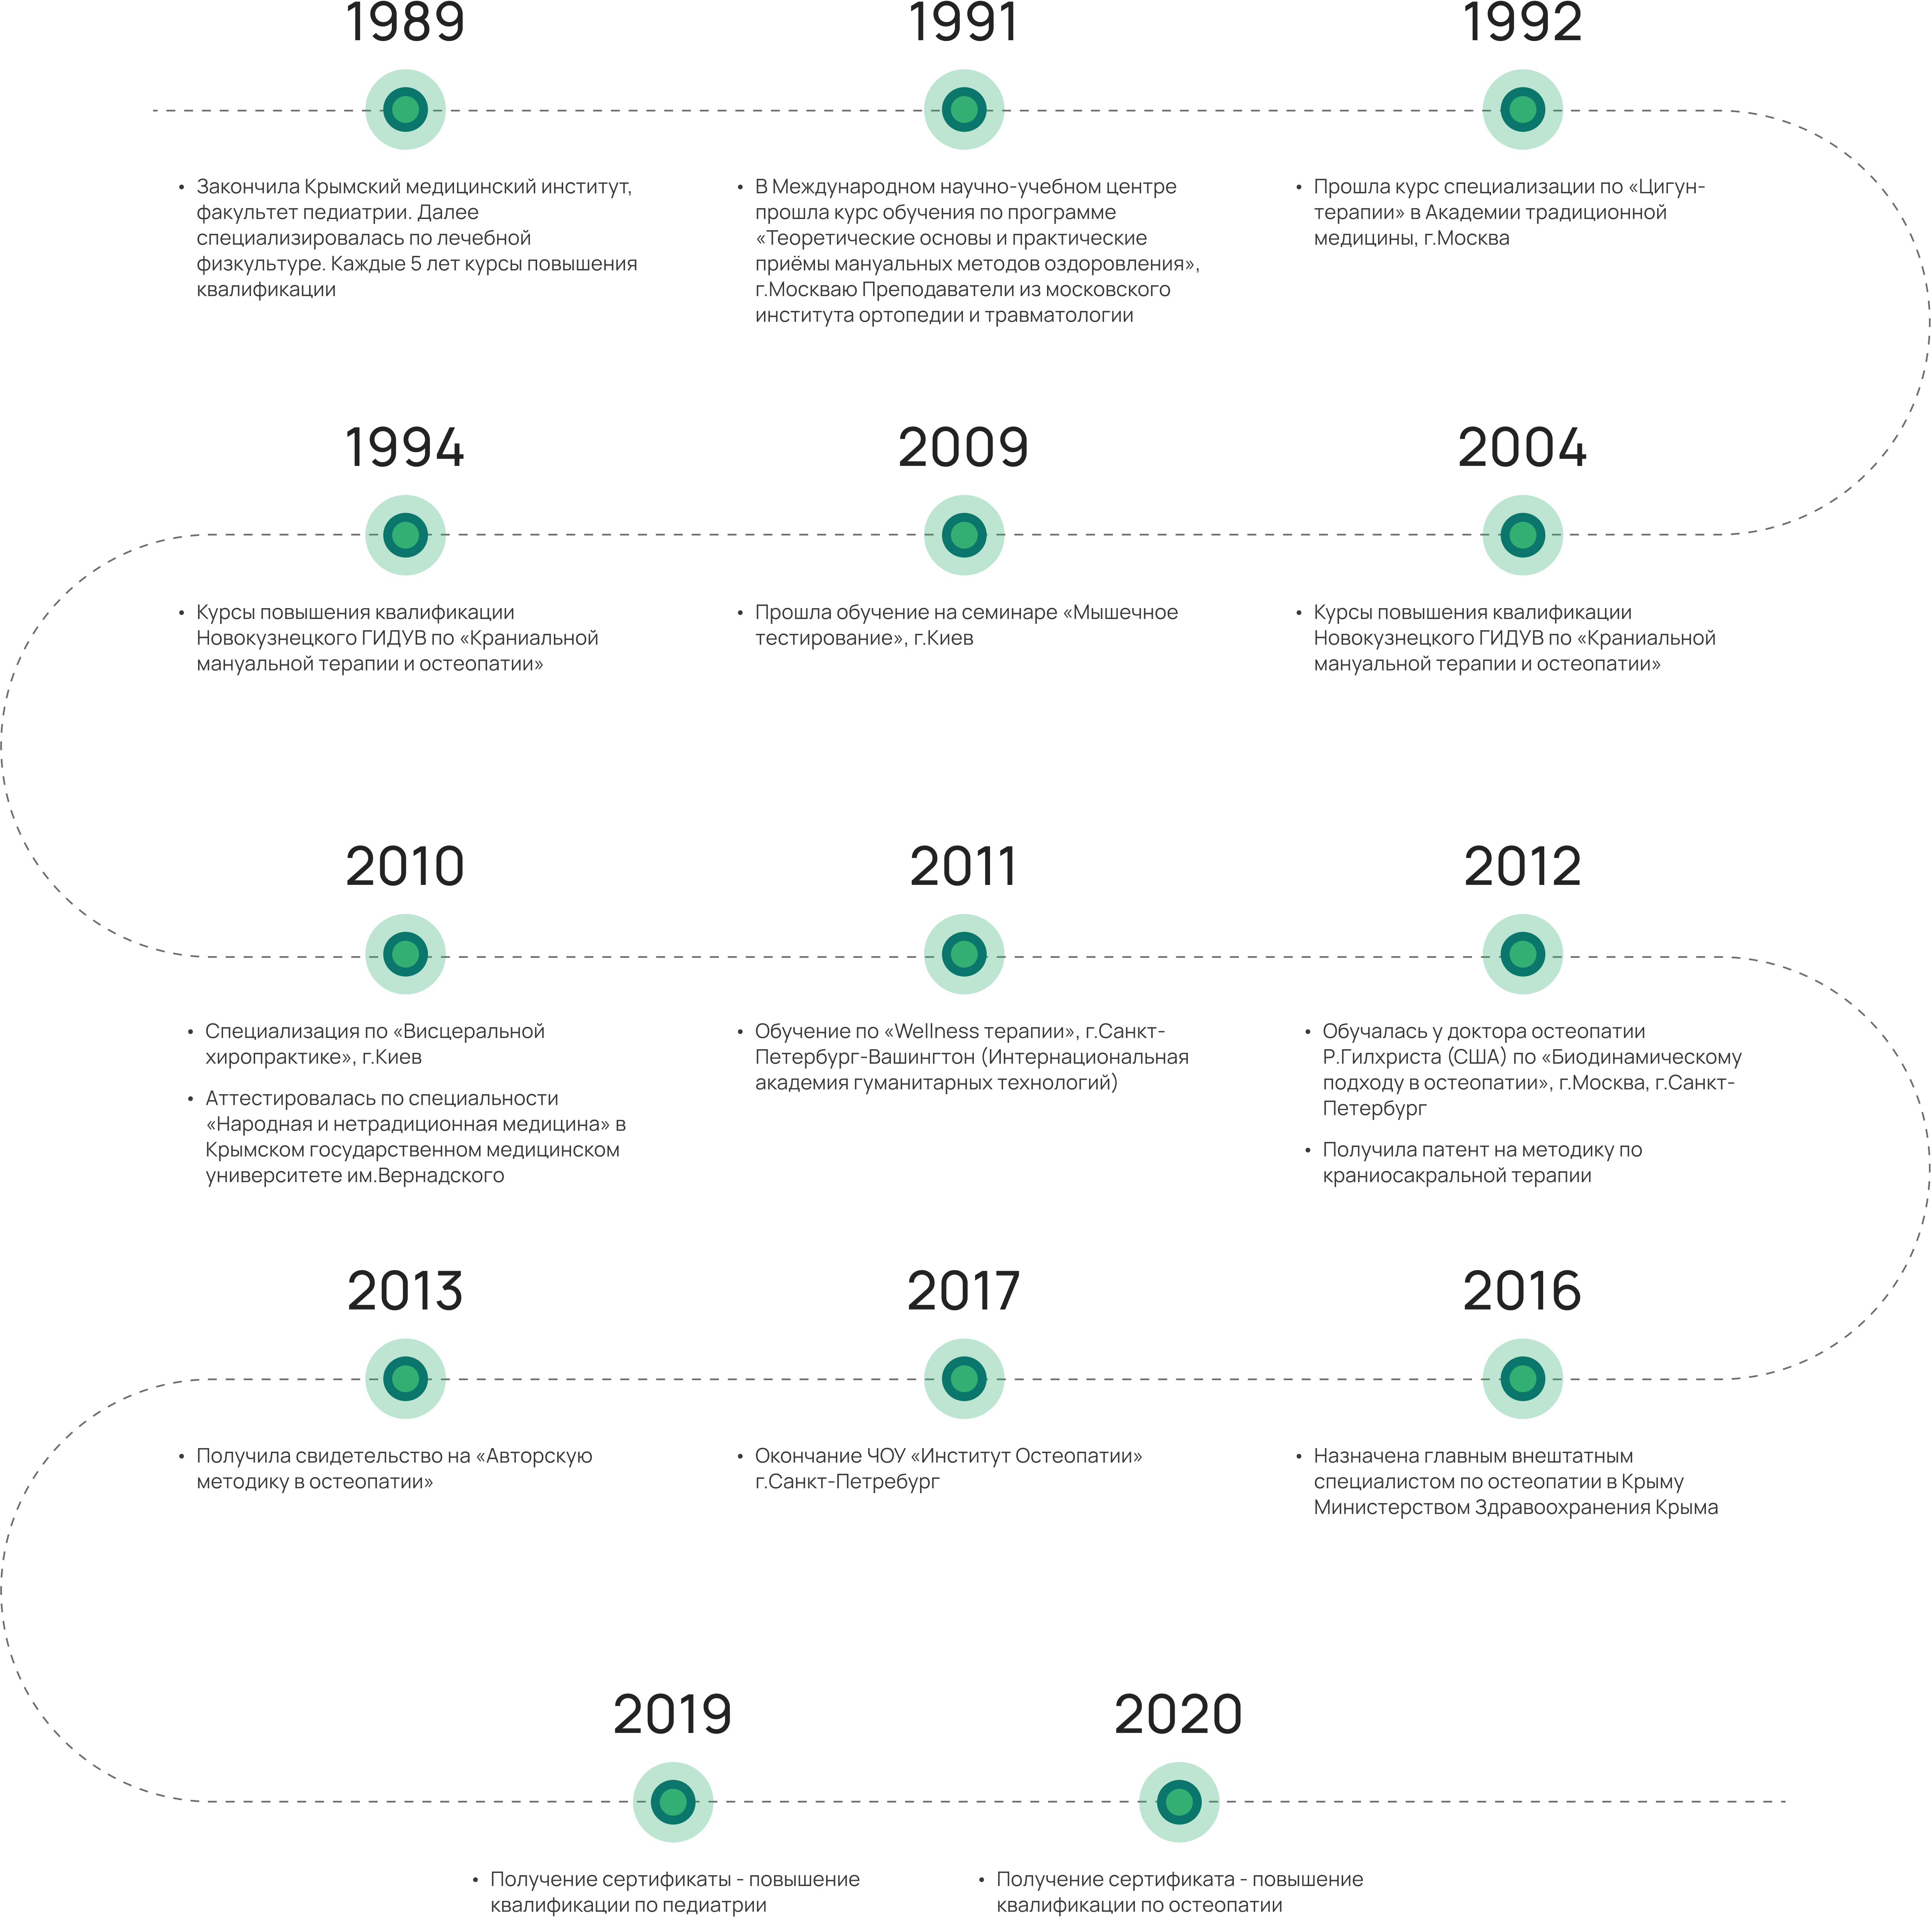 1989
• Закончила Крымский медицинский институт,
факультет педиатрии. Далее
специализировалась по лечебной
физкультуре. Каждые 5 лет курсы повышения
квалификации
1991
• В Международном научно-учебном центре
прошла курс обучения по программе
«Теоретические основы и практические
приёмы мануальных методов оздоровления»,
г.Москваю Преподаватели из московского
института ортопедии и травматологии
1992
• Прошла курс специализации по «Цигун-
терапии» в Академии традиционной
медицины, г.Москва
1994
• Курсы повышения квалификации
Новокузнецкого ГИДУВ по «Краниальной
мануальной терапии и остеопатии»
2009
• Прошла обучение на семинаре «Мышечное
тестирование», г.Киев
2004
• Курсы повышения квалификации
Новокузнецкого ГИДУВ по «Краниальной
мануальной терапии и остеопатии»
2010
• Специализация по «Висцеральной
хиропрактике», г.Киев
• Аттестировалась по специальности
«Народная и нетрадиционная медицина» в
Крымском государственном медицинском
университете им.Вернадского
2011
• Обучение по «Wellness терапии», г.Санкт-
Петербург-Вашингтон (Интернациональная
академия гуманитарных технологий)
2012
• Обучалась у доктора остеопатии
Р.Гилхриста (США) по «Биодинамическому
подходу в остеопатии», г.Москва, г.Санкт-
Петербург
• Получила патент на методику по
краниосакральной терапии
2013
• Получила свидетельство на «Авторскую
методику в остеопатии»
2017
• Окончание ЧОУ «Институт Остеопатии»
г.Санкт-Петребург
2016
• Назначена главным внештатным
специалистом по остеопатии в Крыму
Министерством Здравоохранения Крыма
2019
• Получение сертификаты - повышение
квалификации по педиатрии
2020
• Получение сертификата - повышение
квалификации по остеопатии